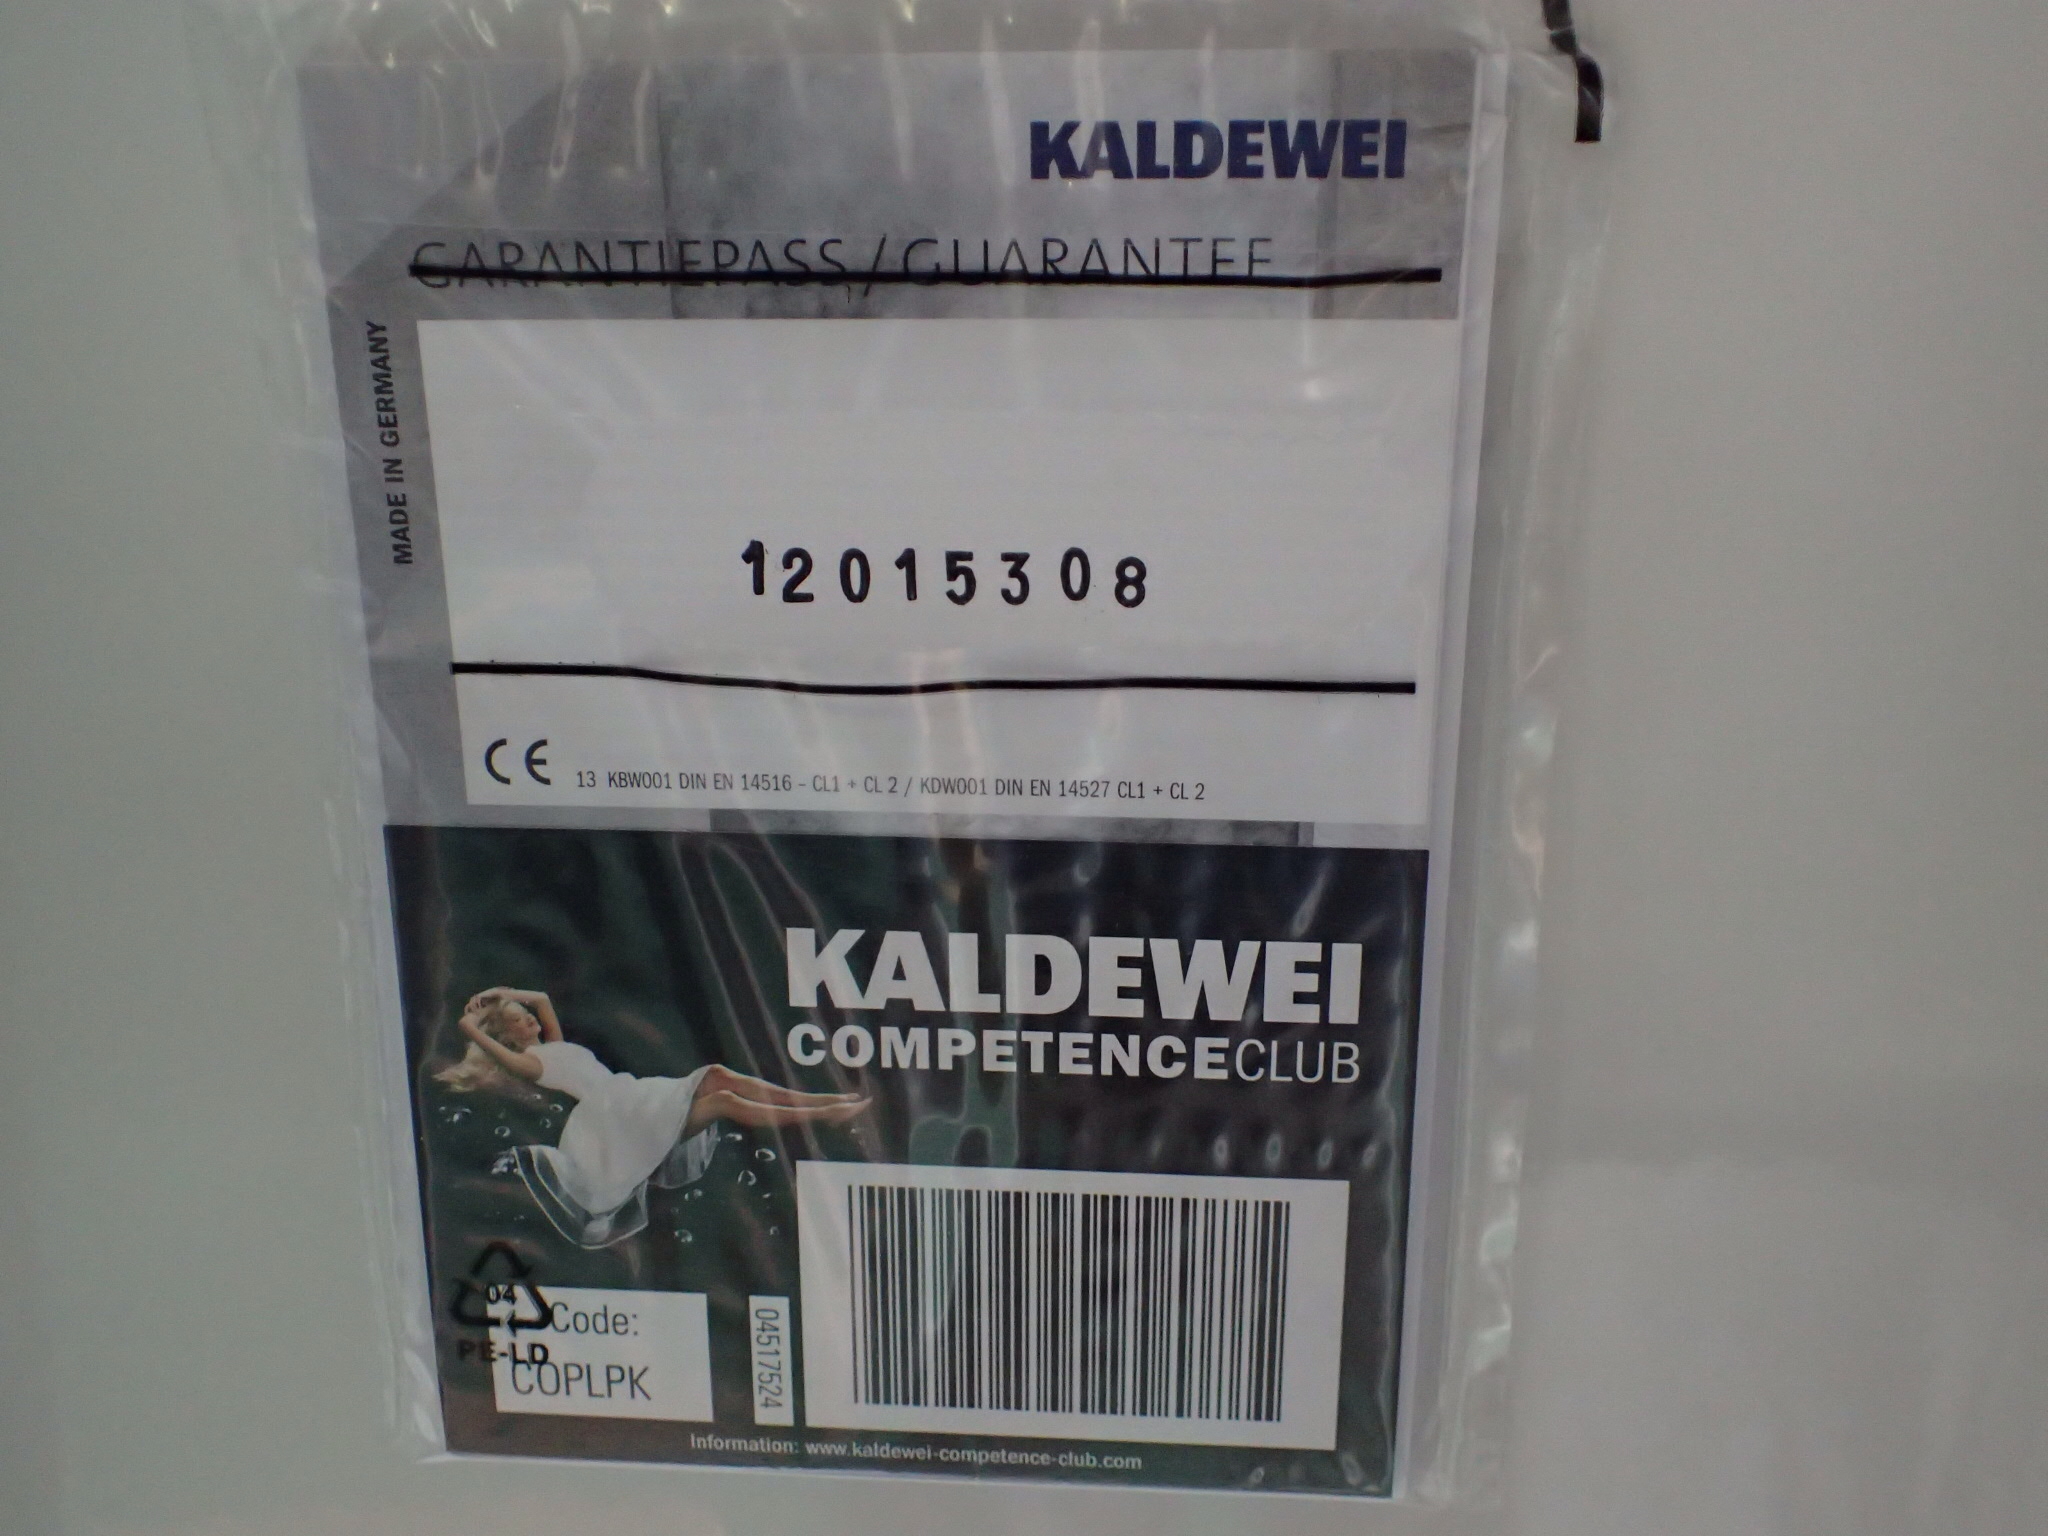 KALDEWEI
GARANTIEPASS / GUARANTEE
MADE IN GERMANY
12015308
CE
13 KBW001 DIN EN 14516 - CL1 + CL 2 / KDW001 DIN EN 14527 CL1 + CL 2
KALDEWEI
COMPETENCECLUB
04
PE-LD
Code:
COPLPK
04517524
Information: www.kaldewei-competence-club.com